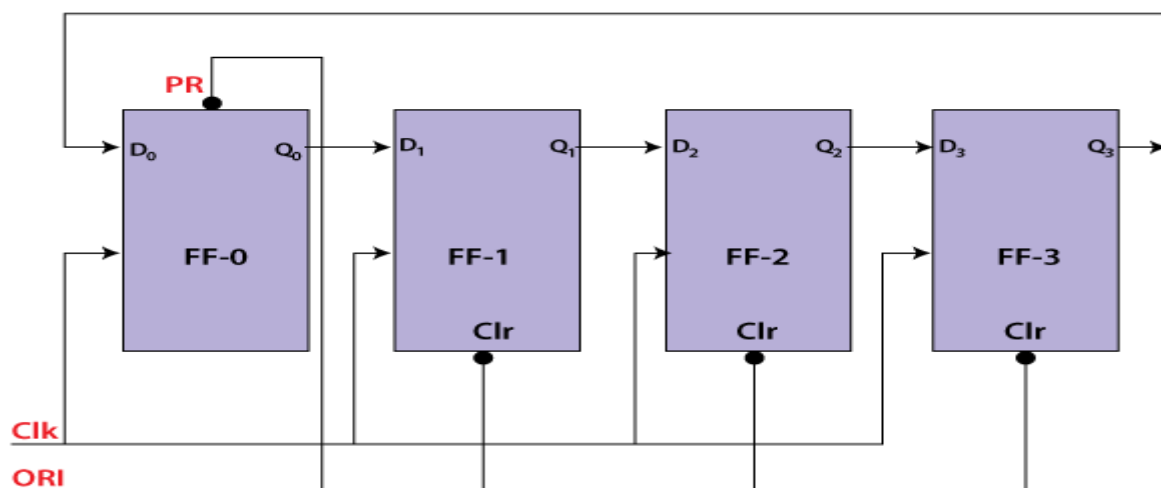 PR
D₀ Q₀ D₁ Q₁ D₂ Q₂ D₃ Q₃
FF-0 FF-1 FF-2 FF-3
Clr Clr Clr
Clk
ORI